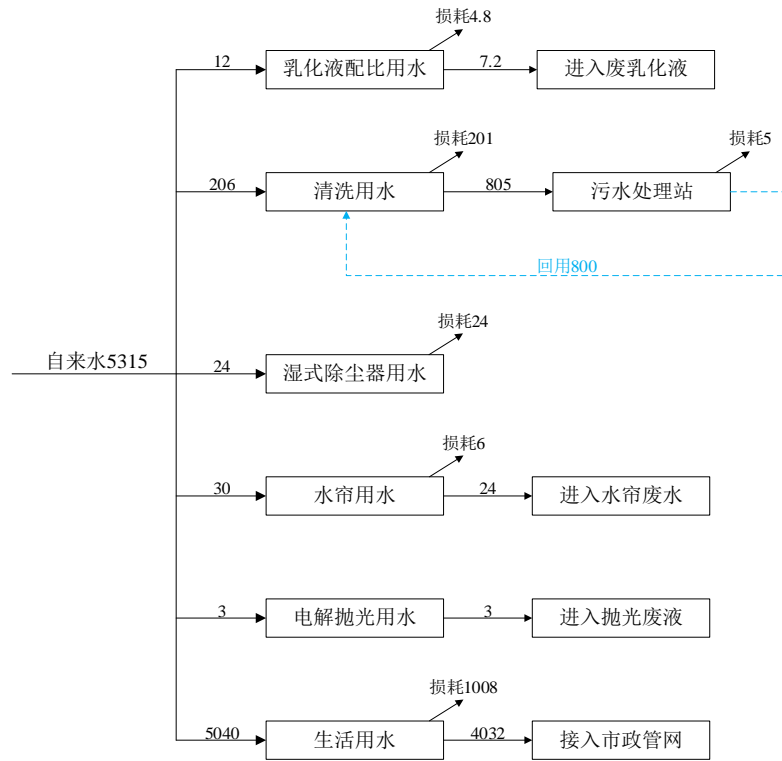 损耗4.8
12
乳化液配比用水
7.2
进入废乳化液
损耗201
损耗5
206
清洗用水
805
污水处理站
回用800
损耗24
自来水5315
24
湿式除尘器用水
损耗6
30
水帘用水
24
进入水帘废水
3
电解抛光用水
3
进入抛光废液
损耗1008
5040
生活用水
4032
接入市政管网